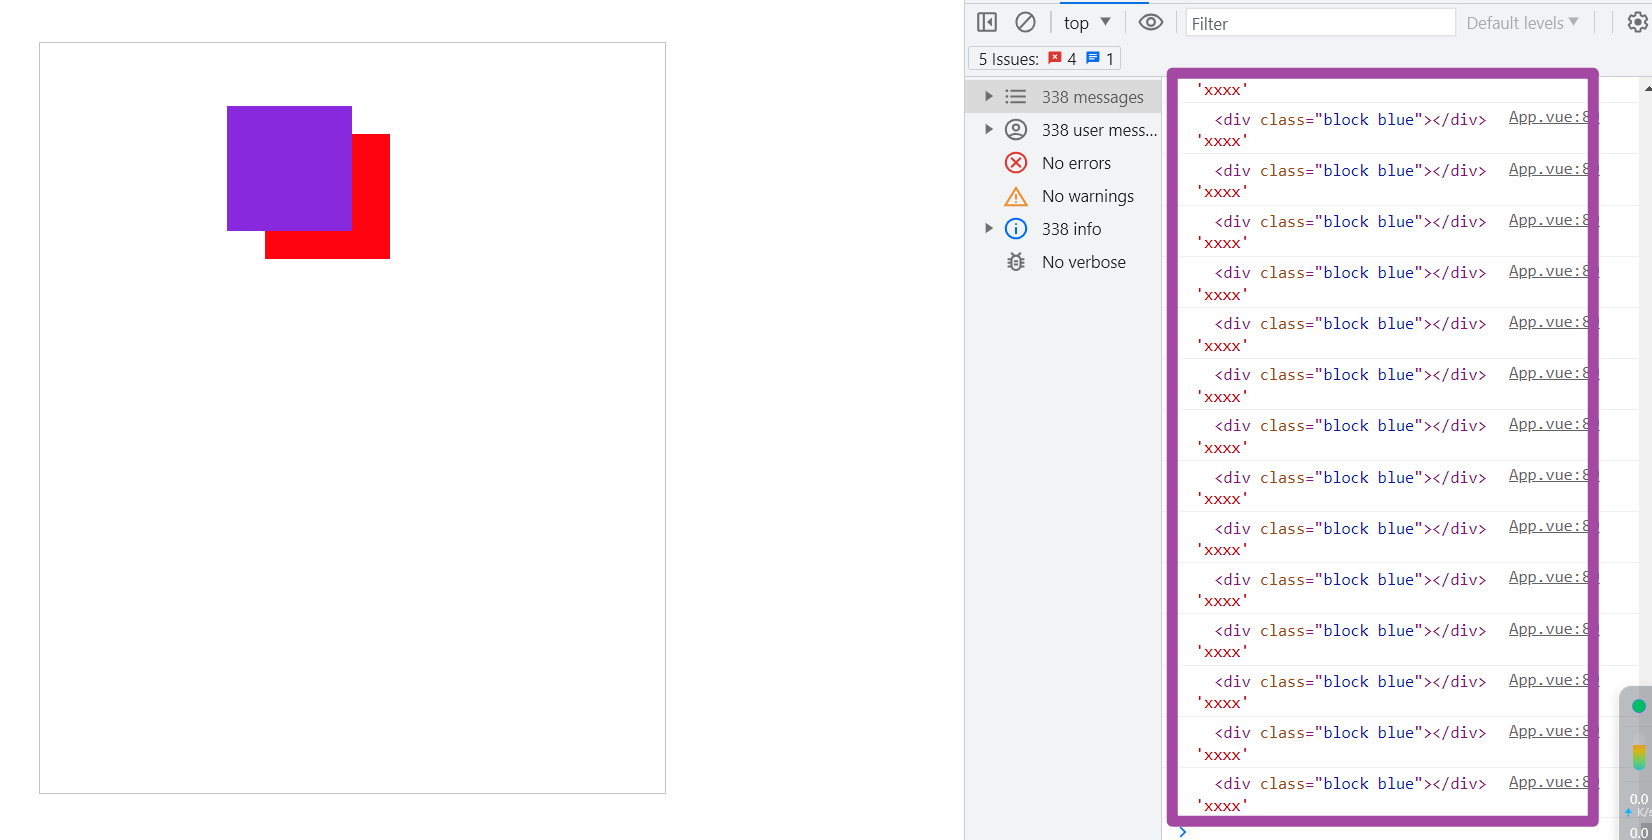 top
Filter
Default levels
5 Issues: 4 1
338 messages
338 user mess...
No errors
No warnings
338 info
No verbose
'xxxx'
<div class="block blue"></div> App.vue:8
'xxxx'
<div class="block blue"></div> App.vue:8
'xxxx'
<div class="block blue"></div> App.vue:8
'xxxx'
<div class="block blue"></div> App.vue:8
'xxxx'
<div class="block blue"></div> App.vue:8
'xxxx'
<div class="block blue"></div> App.vue:8
'xxxx'
<div class="block blue"></div> App.vue:8
'xxxx'
<div class="block blue"></div> App.vue:8
'xxxx'
<div class="block blue"></div> App.vue:8
'xxxx'
<div class="block blue"></div> App.vue:8
'xxxx'
<div class="block blue"></div> App.vue:8
'xxxx'
<div class="block blue"></div> App.vue:8
'xxxx'
<div class="block blue"></div> App.vue:8
'xxxx'
<div class="block blue"></div> App.vue:8
'xxxx'
0.0
K/s
0.0